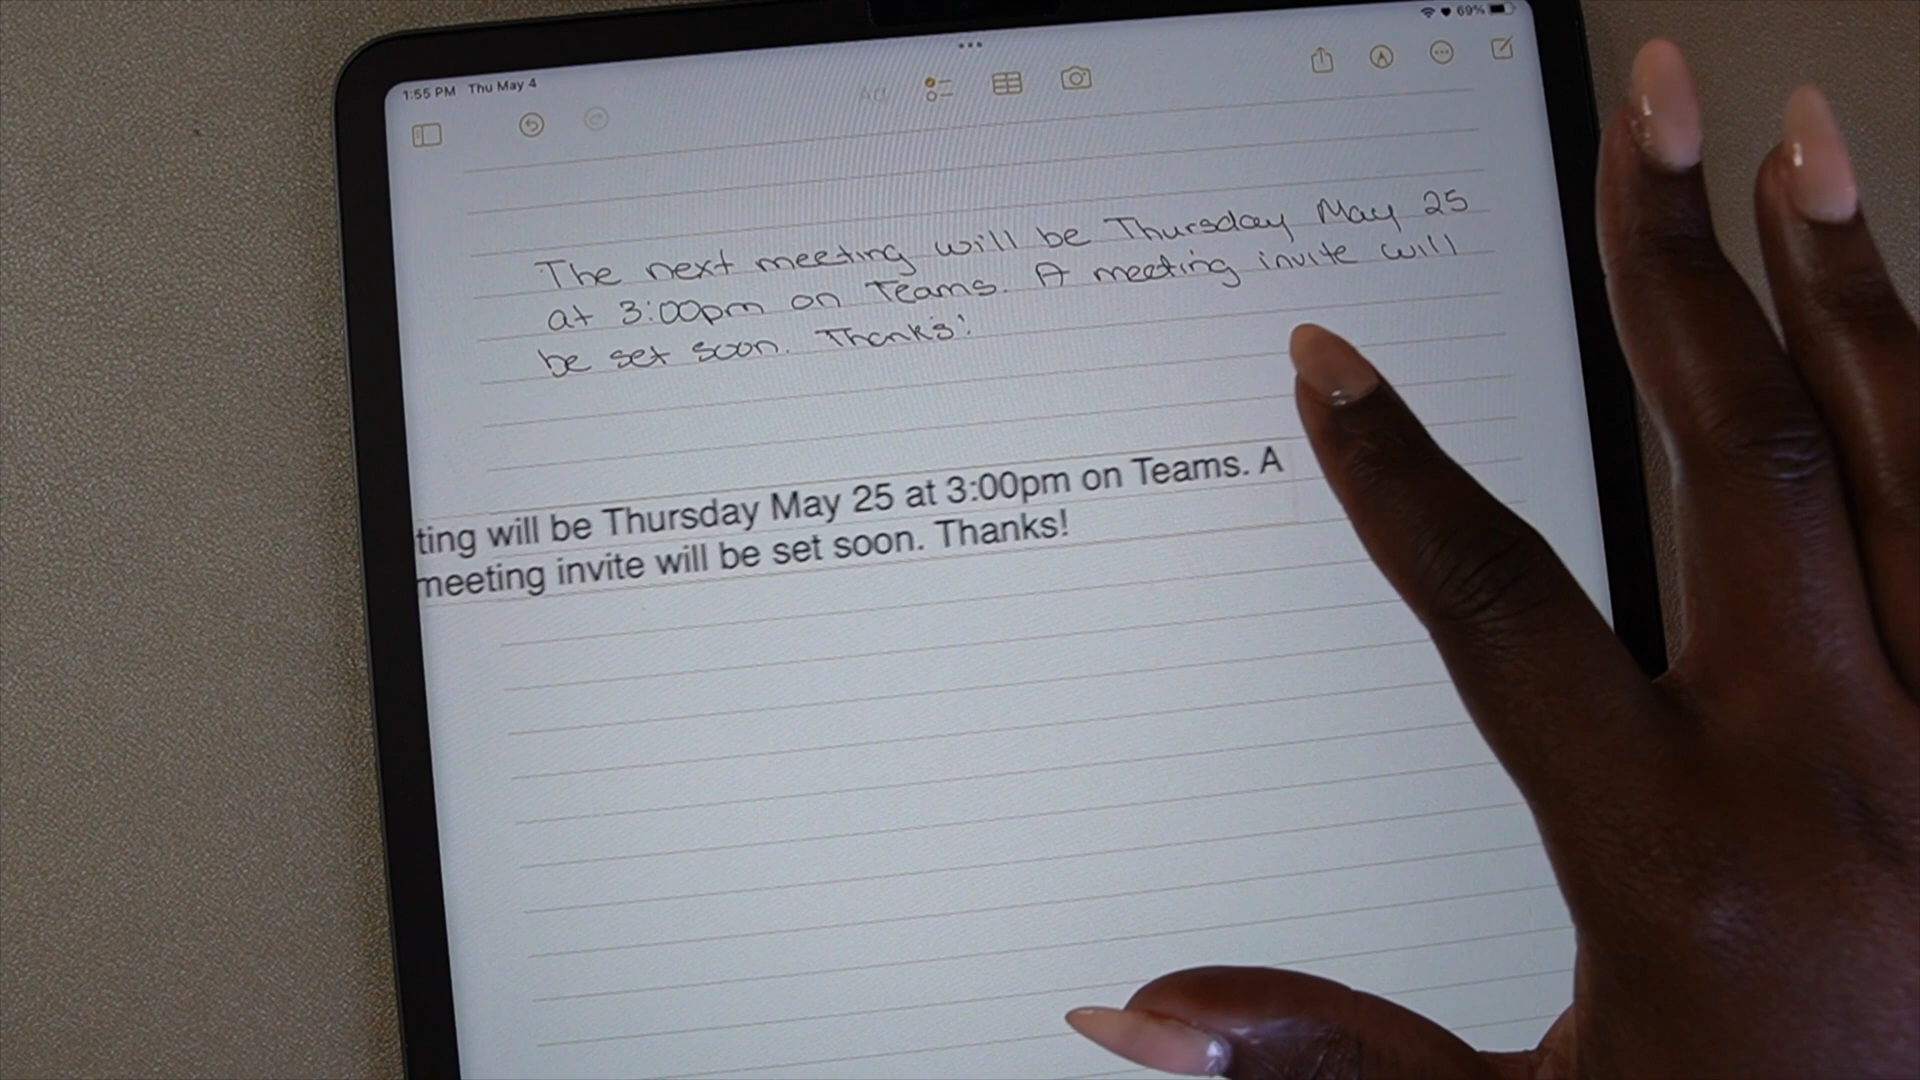 1:55 PM Thu May 4
69%
The next meeting will be Thursday May 25
at 3:00pm on Teams. A meeting invite will
be set soon. Thanks!
ting will be Thursday May 25 at 3:00pm on Teams. A
meeting invite will be set soon. Thanks!